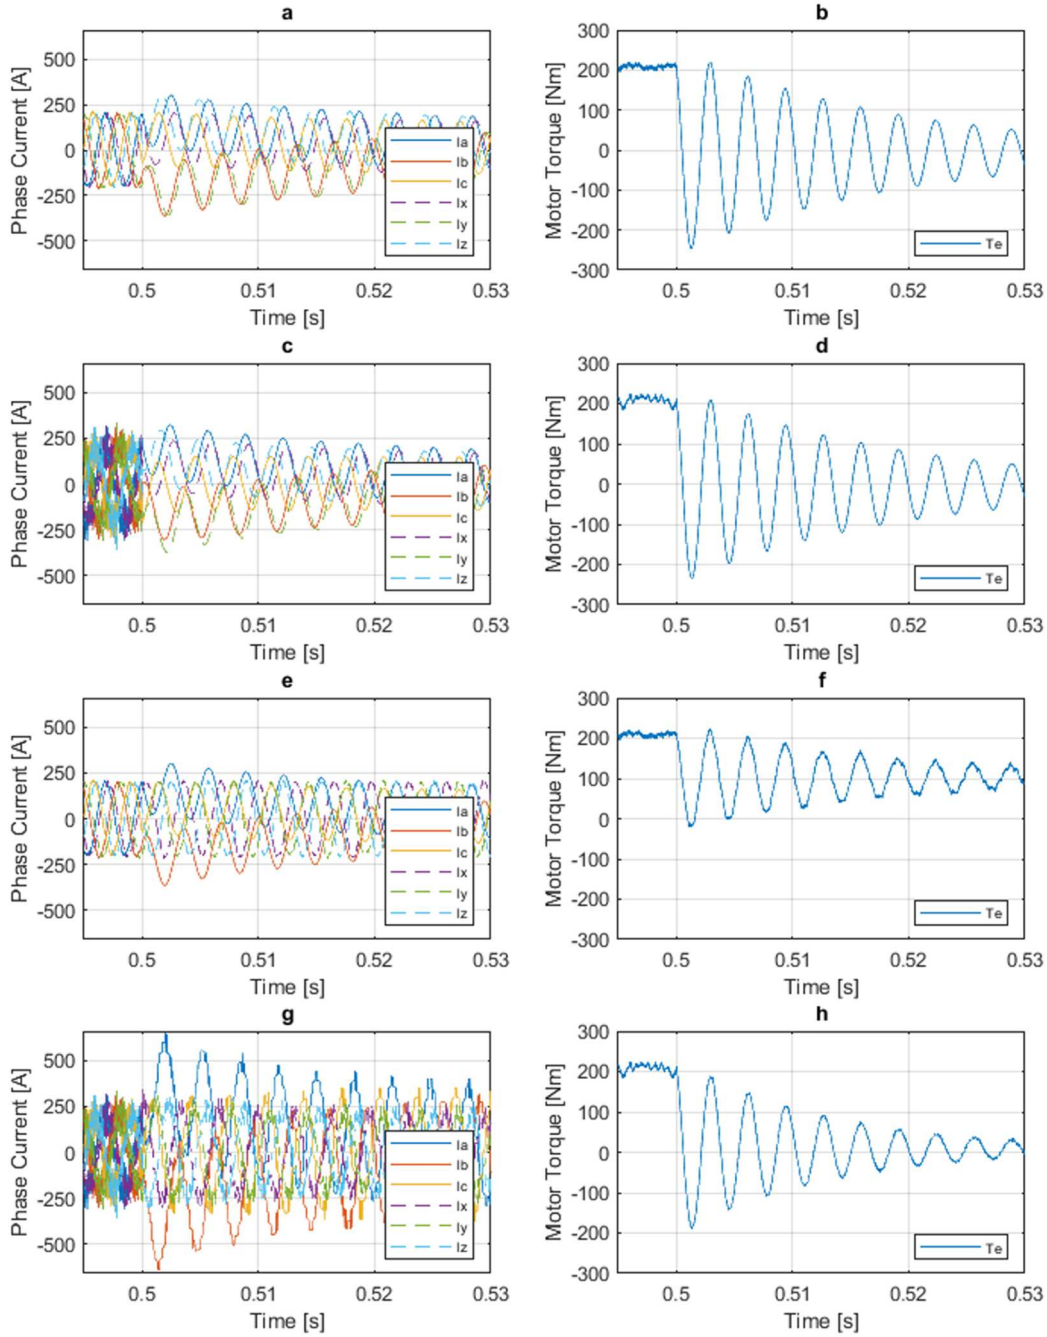 a
500
250
0
-250
-500
Phase Current [A]
Ia
Ib
Ic
Ix
Iy
Iz
0.5
0.51
0.52
0.53
Time [s]
b
300
200
100
0
-100
-200
-300
Motor Torque [Nm]
Te
0.5
0.51
0.52
0.53
Time [s]
c
500
250
0
-250
-500
Phase Current [A]
Ia
Ib
Ic
Ix
Iy
Iz
0.5
0.51
0.52
0.53
Time [s]
d
300
200
100
0
-100
-200
-300
Motor Torque [Nm]
Te
0.5
0.51
0.52
0.53
Time [s]
e
500
250
0
-250
-500
Phase Current [A]
Ia
Ib
Ic
Ix
Iy
Iz
0.5
0.51
0.52
0.53
Time [s]
f
300
200
100
0
-100
-200
-300
Motor Torque [Nm]
Te
0.5
0.51
0.52
0.53
Time [s]
g
500
250
0
-250
-500
Phase Current [A]
Ia
Ib
Ic
Ix
Iy
Iz
0.5
0.51
0.52
0.53
Time [s]
h
300
200
100
0
-100
-200
-300
Motor Torque [Nm]
Te
0.5
0.51
0.52
0.53
Time [s]